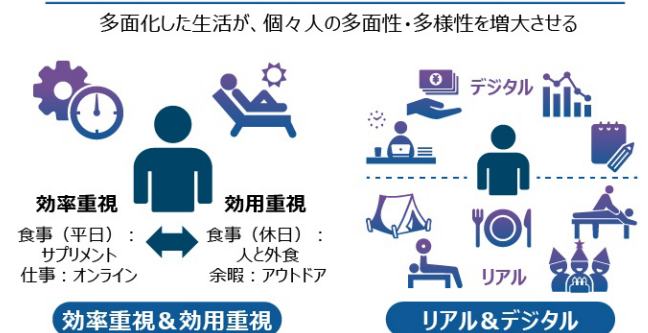 多面化した生活が、個々人の多面性・多様性を増大させる
効率重視
食事（平日）：
サプリメント
仕事：オンライン
効用重視
食事（休日）：
人と外食
余暇：アウトドア
効率重視＆効用重視
デジタル
¥
リアル
リアル＆デジタル